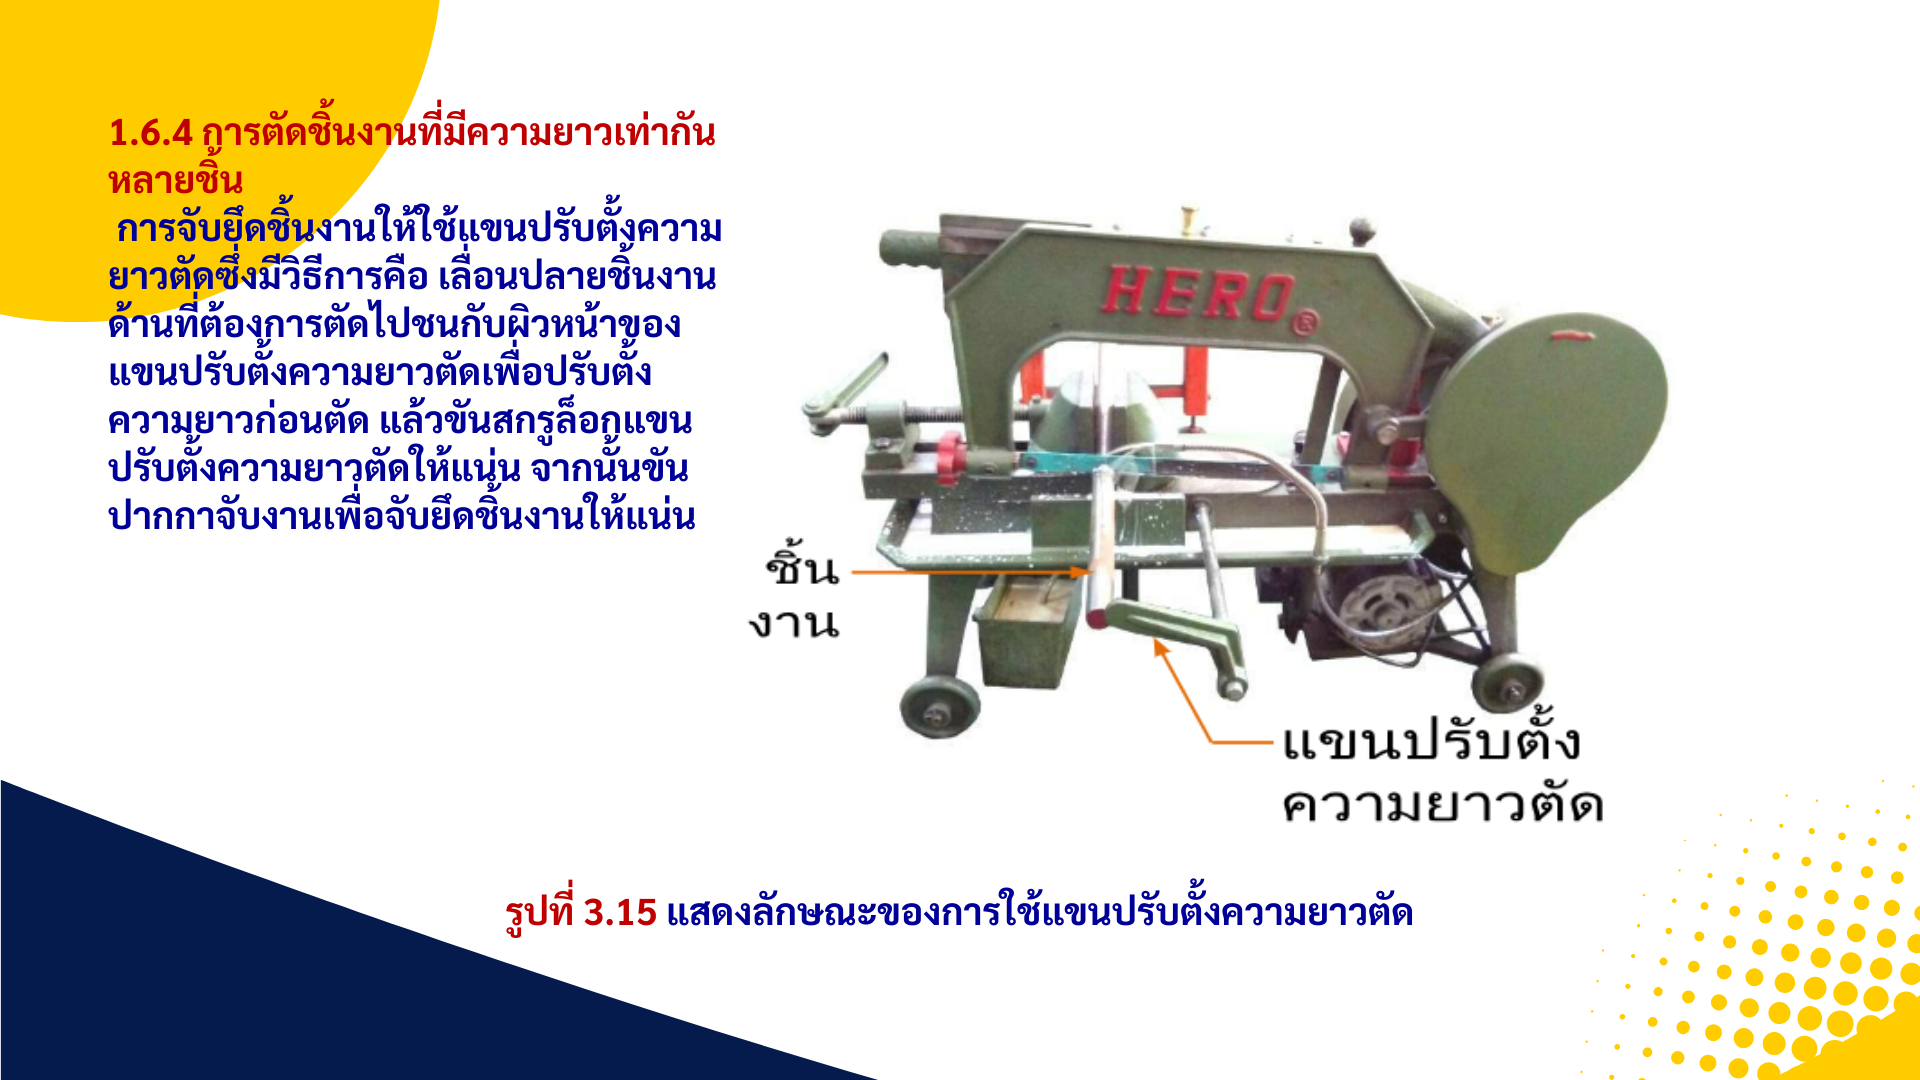 1.6.4 การตัดชิ้นงานที่มีความยาวเท่ากัน
หลายชิ้น
การจับยึดชิ้นงานให้ใช้แขนปรับตั้งความ
ยาวตัดซึ่งมีวิธีการคือ เลื่อนปลายชิ้นงาน
ด้านที่ต้องการตัดไปชนกับผิวหน้าของ
แขนปรับตั้งความยาวตัดเพื่อปรับตั้ง
ความยาวก่อนตัด แล้วขันสกรูล็อกแขน
ปรับตั้งความยาวตัดให้แน่น จากนั้นขัน
ปากกาจับงานเพื่อจับยึดชิ้นงานให้แน่น
HERO ®
ชิ้น
งาน
แขนปรับตั้ง
ความยาวตัด
รูปที่ 3.15 แสดงลักษณะของการใช้แขนปรับตั้งความยาวตัด